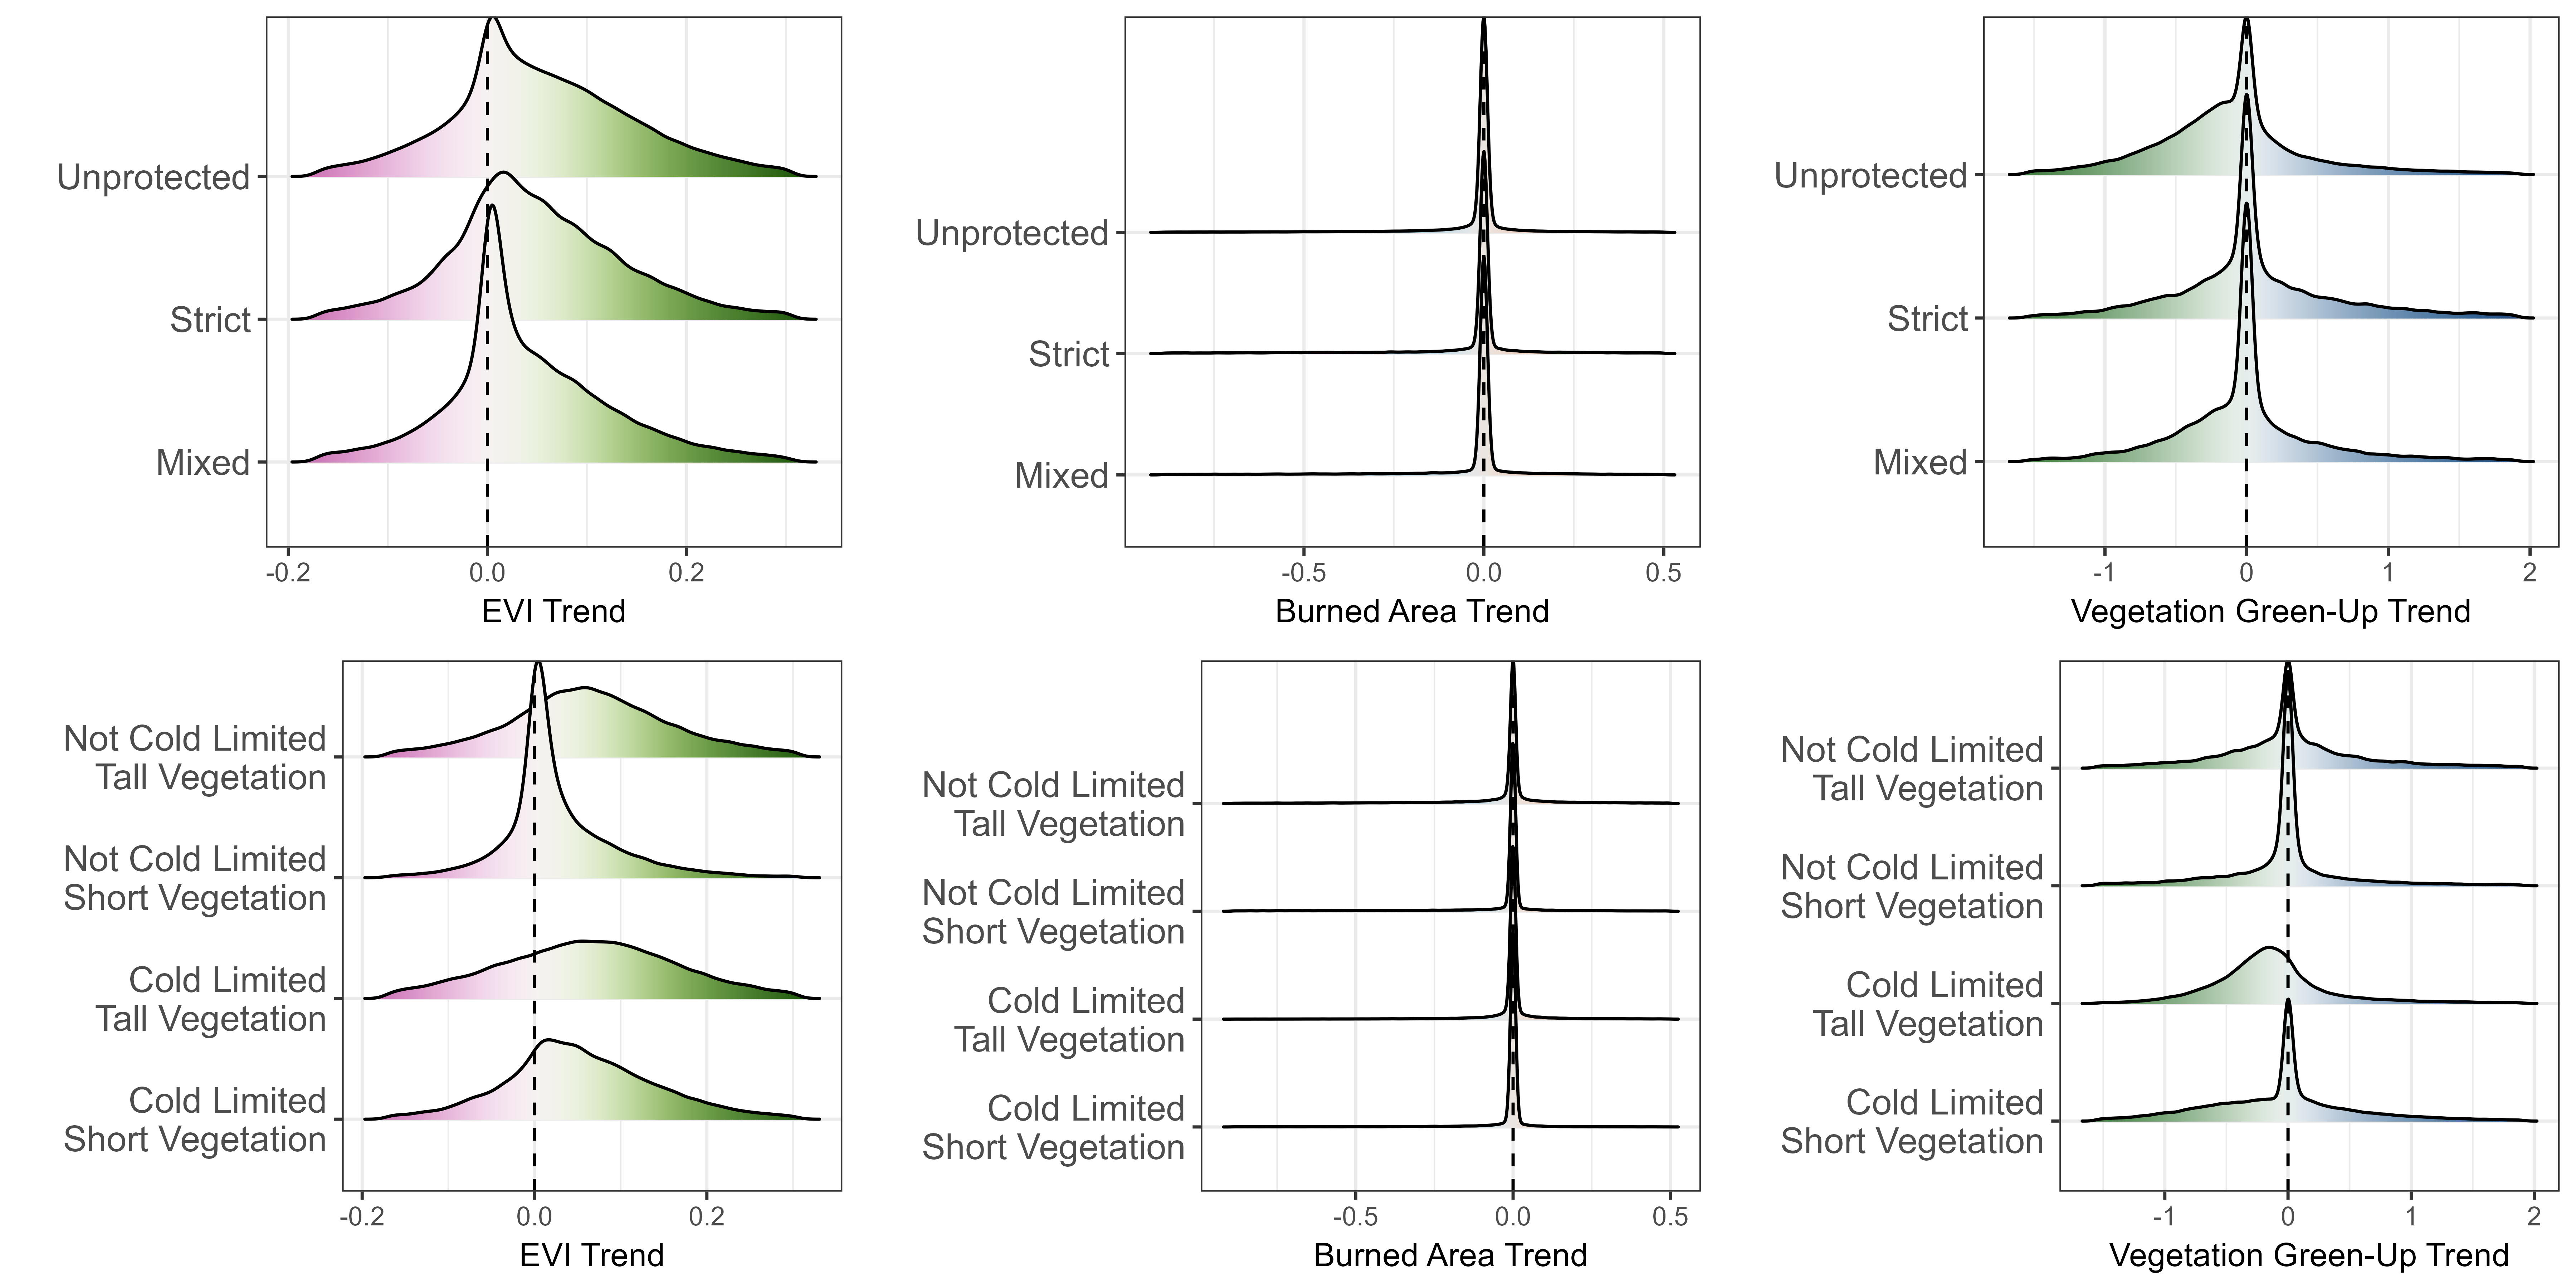 Unprotected
Strict
Mixed
-0.2 0.0 0.2
EVI Trend
Unprotected
Strict
Mixed
-0.5 0.0 0.5
Burned Area Trend
Unprotected
Strict
Mixed
-1 0 1 2
Vegetation Green-Up Trend
Not Cold Limited
Tall Vegetation
Not Cold Limited
Short Vegetation
Cold Limited
Tall Vegetation
Cold Limited
Short Vegetation
-0.2 0.0 0.2
EVI Trend
Not Cold Limited
Tall Vegetation
Not Cold Limited
Short Vegetation
Cold Limited
Tall Vegetation
Cold Limited
Short Vegetation
-0.5 0.0 0.5
Burned Area Trend
Not Cold Limited
Tall Vegetation
Not Cold Limited
Short Vegetation
Cold Limited
Tall Vegetation
Cold Limited
Short Vegetation
-1 0 1 2
Vegetation Green-Up Trend